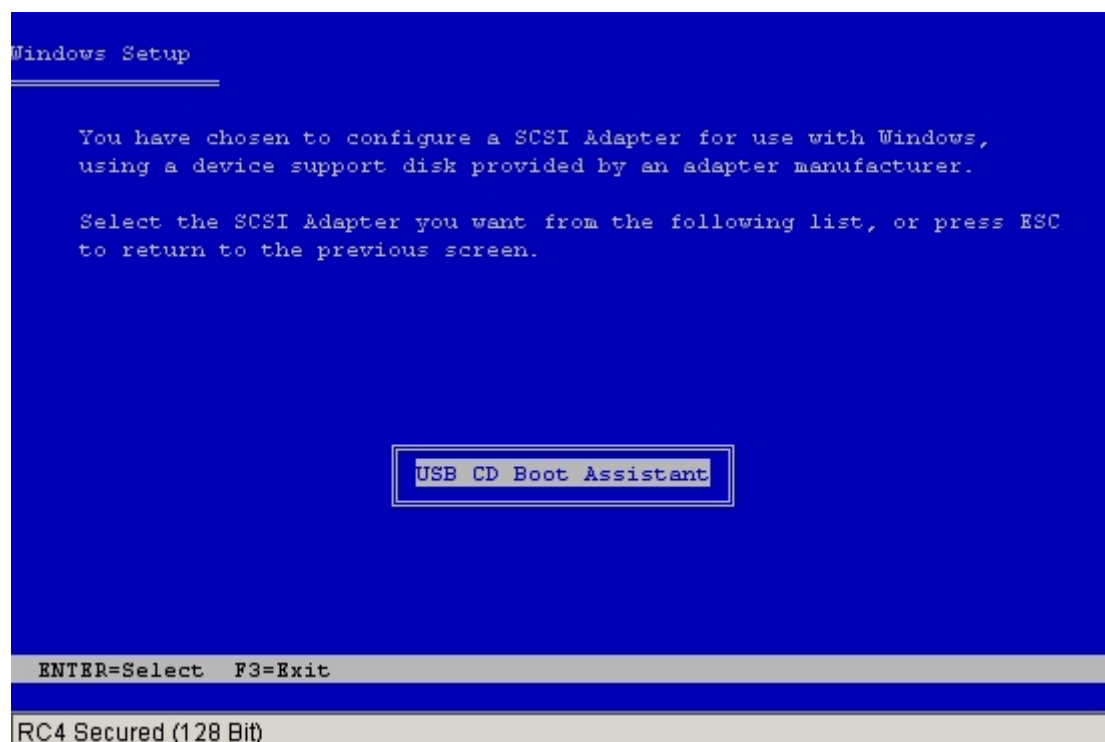 Windows Setup
You have chosen to configure a SCSI Adapter for use with Windows,
using a device support disk provided by an adapter manufacturer.
Select the SCSI Adapter you want from the following list, or press ESC
to return to the previous screen.
USB CD Boot Assistant
ENTER=Select F3=Exit
RC4 Secured (128 Bit)